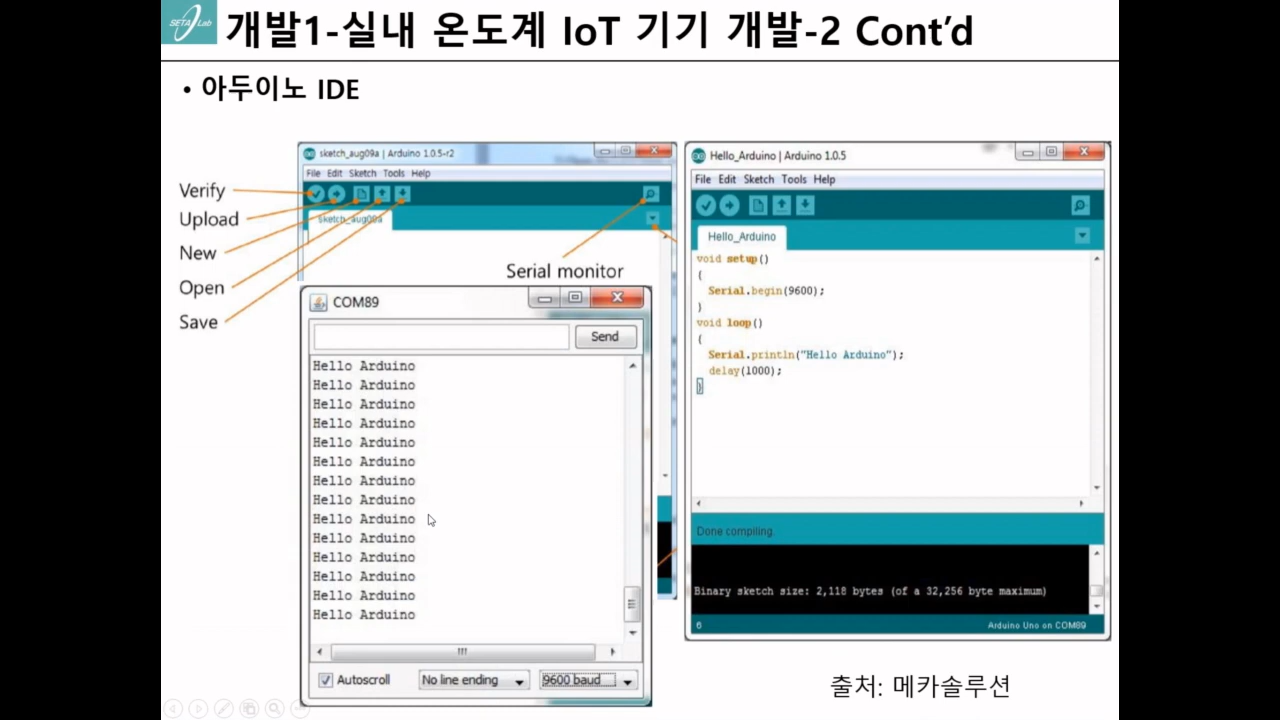 SETA Lab
개발1-실내 온도계 IoT 기기 개발-2 Cont’d
• 아두이노 IDE
Verify
Upload
New
Open
Save
sketch_aug09a | Arduino 1.0.5-r2
File Edit Sketch Tools Help
sketch_aug09a
Serial monitor
COM89
Send
Hello Arduino
Hello Arduino
Hello Arduino
Hello Arduino
Hello Arduino
Hello Arduino
Hello Arduino
Hello Arduino
Hello Arduino
Hello Arduino
Hello Arduino
Hello Arduino
Hello Arduino
Hello Arduino
Autoscroll
No line ending
9600 baud
Hello_Arduino | Arduino 1.0.5
File Edit Sketch Tools Help
Hello_Arduino
void setup()
{
Serial.begin(9600);
}
void loop()
{
Serial.println("Hello Arduino");
delay(1000);
}
Done compiling.
Binary sketch size: 2,118 bytes (of a 32,256 byte maximum)
6
Arduino Uno on COM89
출처: 메카솔루션